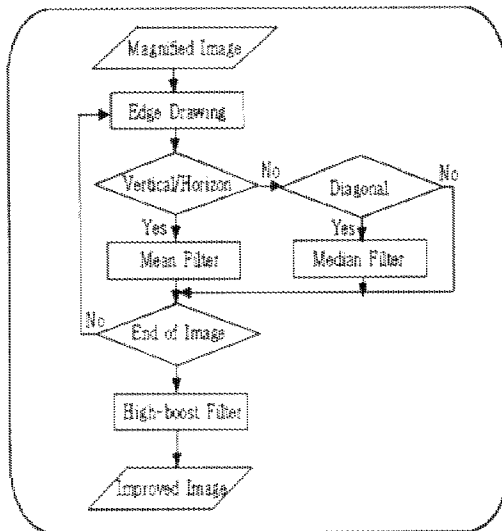 Magnified Image
Edge Drawing
Vertical/Horizon
No
Diagonal
No
Yes
Yes
Mean Filter
Median Filter
No
End of Image
High-boost Filter
Improved Image